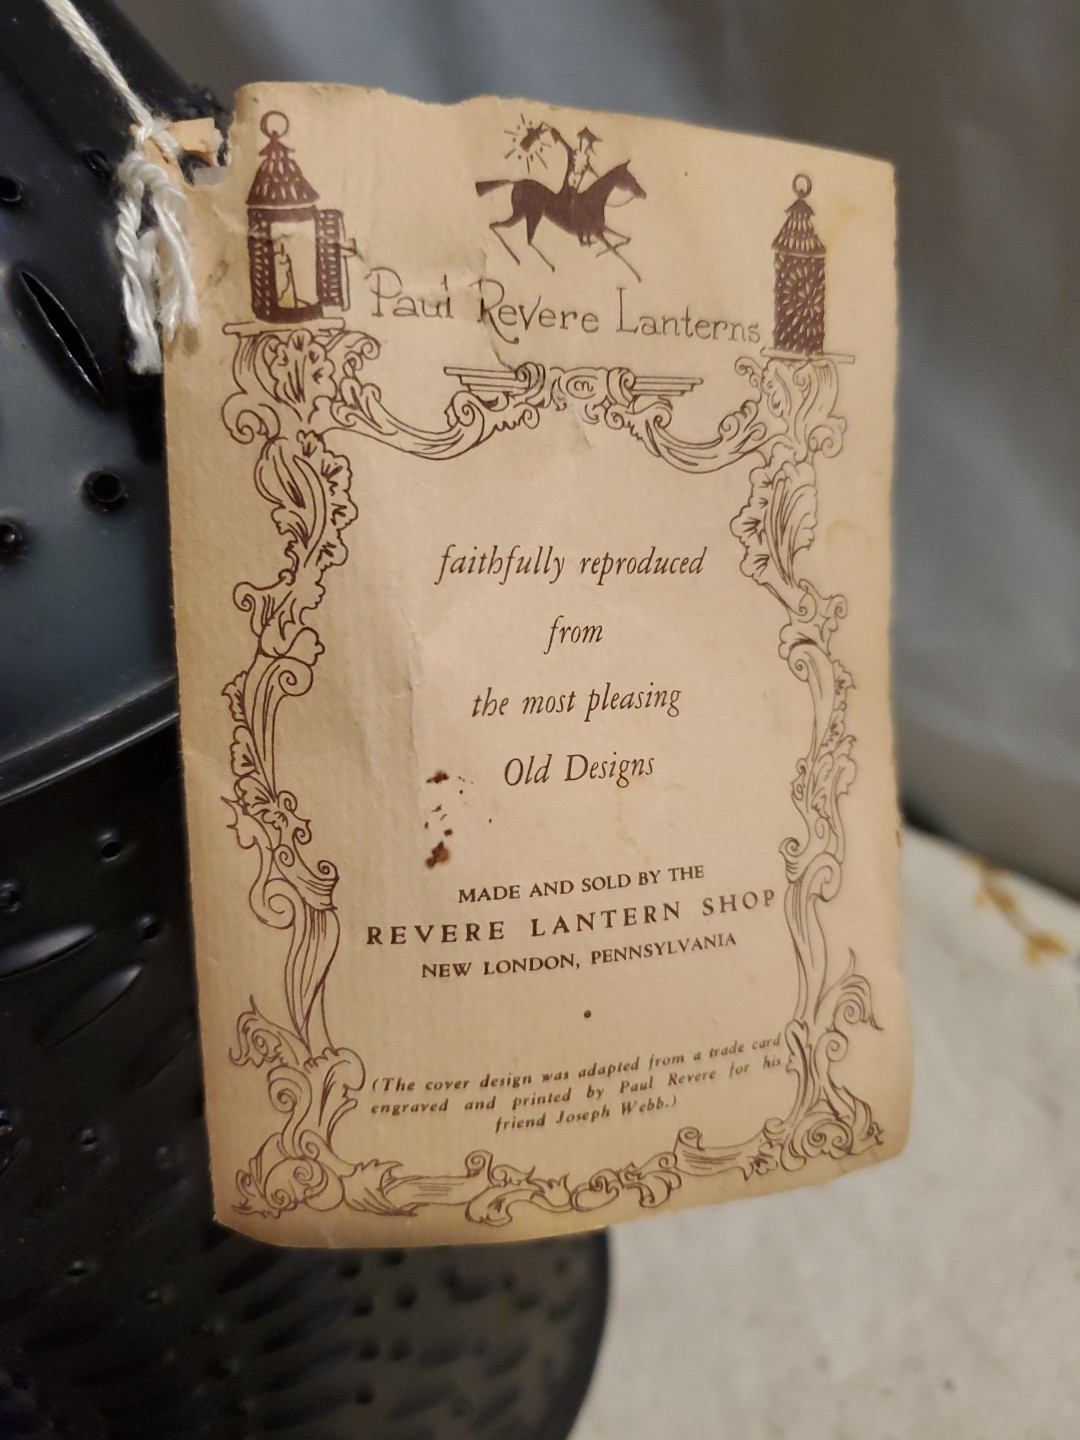 Paul Revere Lanterns
faithfully reproduced
from
the most pleasing
Old Designs
MADE AND SOLD BY THE
REVERE LANTERN SHOP
NEW LONDON, PENNSYLVANIA
(The cover design was adapted from a trade card
engraved and printed by Paul Revere for his
friend Joseph Webb.)